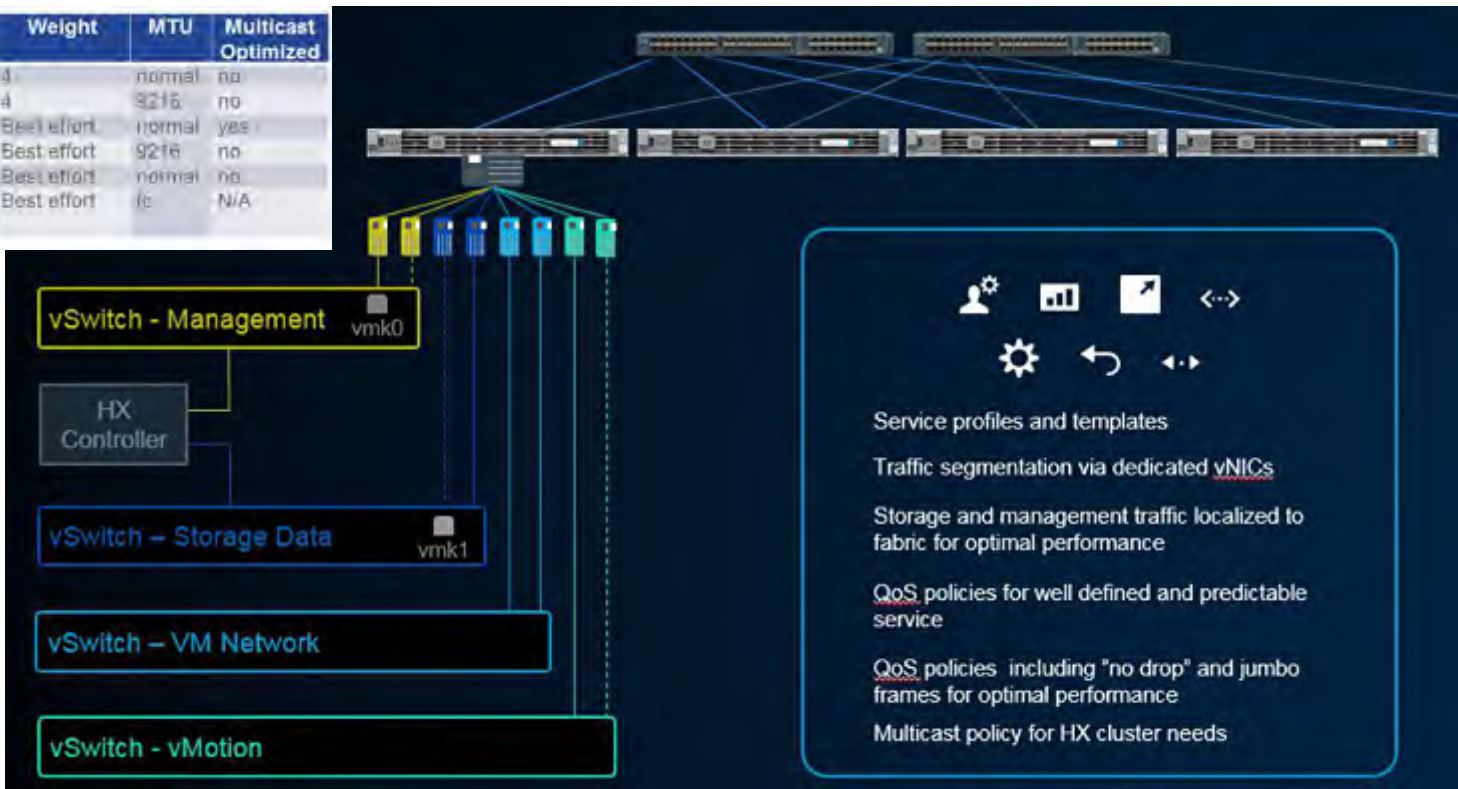 Weight MTU Multicast
Optimized
4 normal no
4 9216 no
Best effort normal yes
Best effort 9216 no
Best effort normal no
Best effort fc N/A
vSwitch - Management
vmk0
HX
Controller
vSwitch – Storage Data
vmk1
vSwitch – VM Network
vSwitch - vMotion
Service profiles and templates
Traffic segmentation via dedicated vNICs
Storage and management traffic localized to
fabric for optimal performance
QoS policies for well defined and predictable
service
QoS policies including "no drop" and jumbo
frames for optimal performance
Multicast policy for HX cluster needs